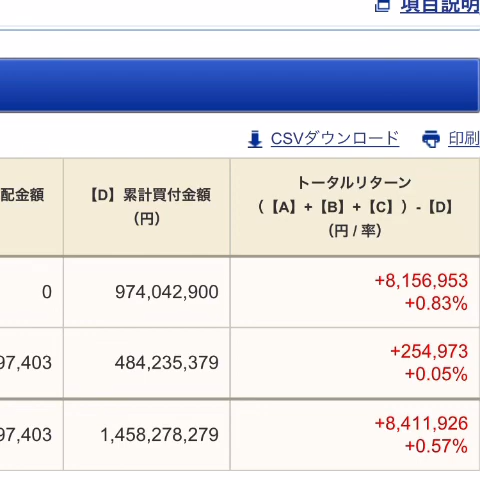 項目説明
CSVダウンロード 印刷
配金額
【D】累計買付金額
(円)
トータルリターン
(【A】+【B】+【C】)-【D】
(円 / 率)
0
974,042,900
+8,156,953
+0.83%
97,403
484,235,379
+254,973
+0.05%
97,403
1,458,278,279
+8,411,926
+0.57%